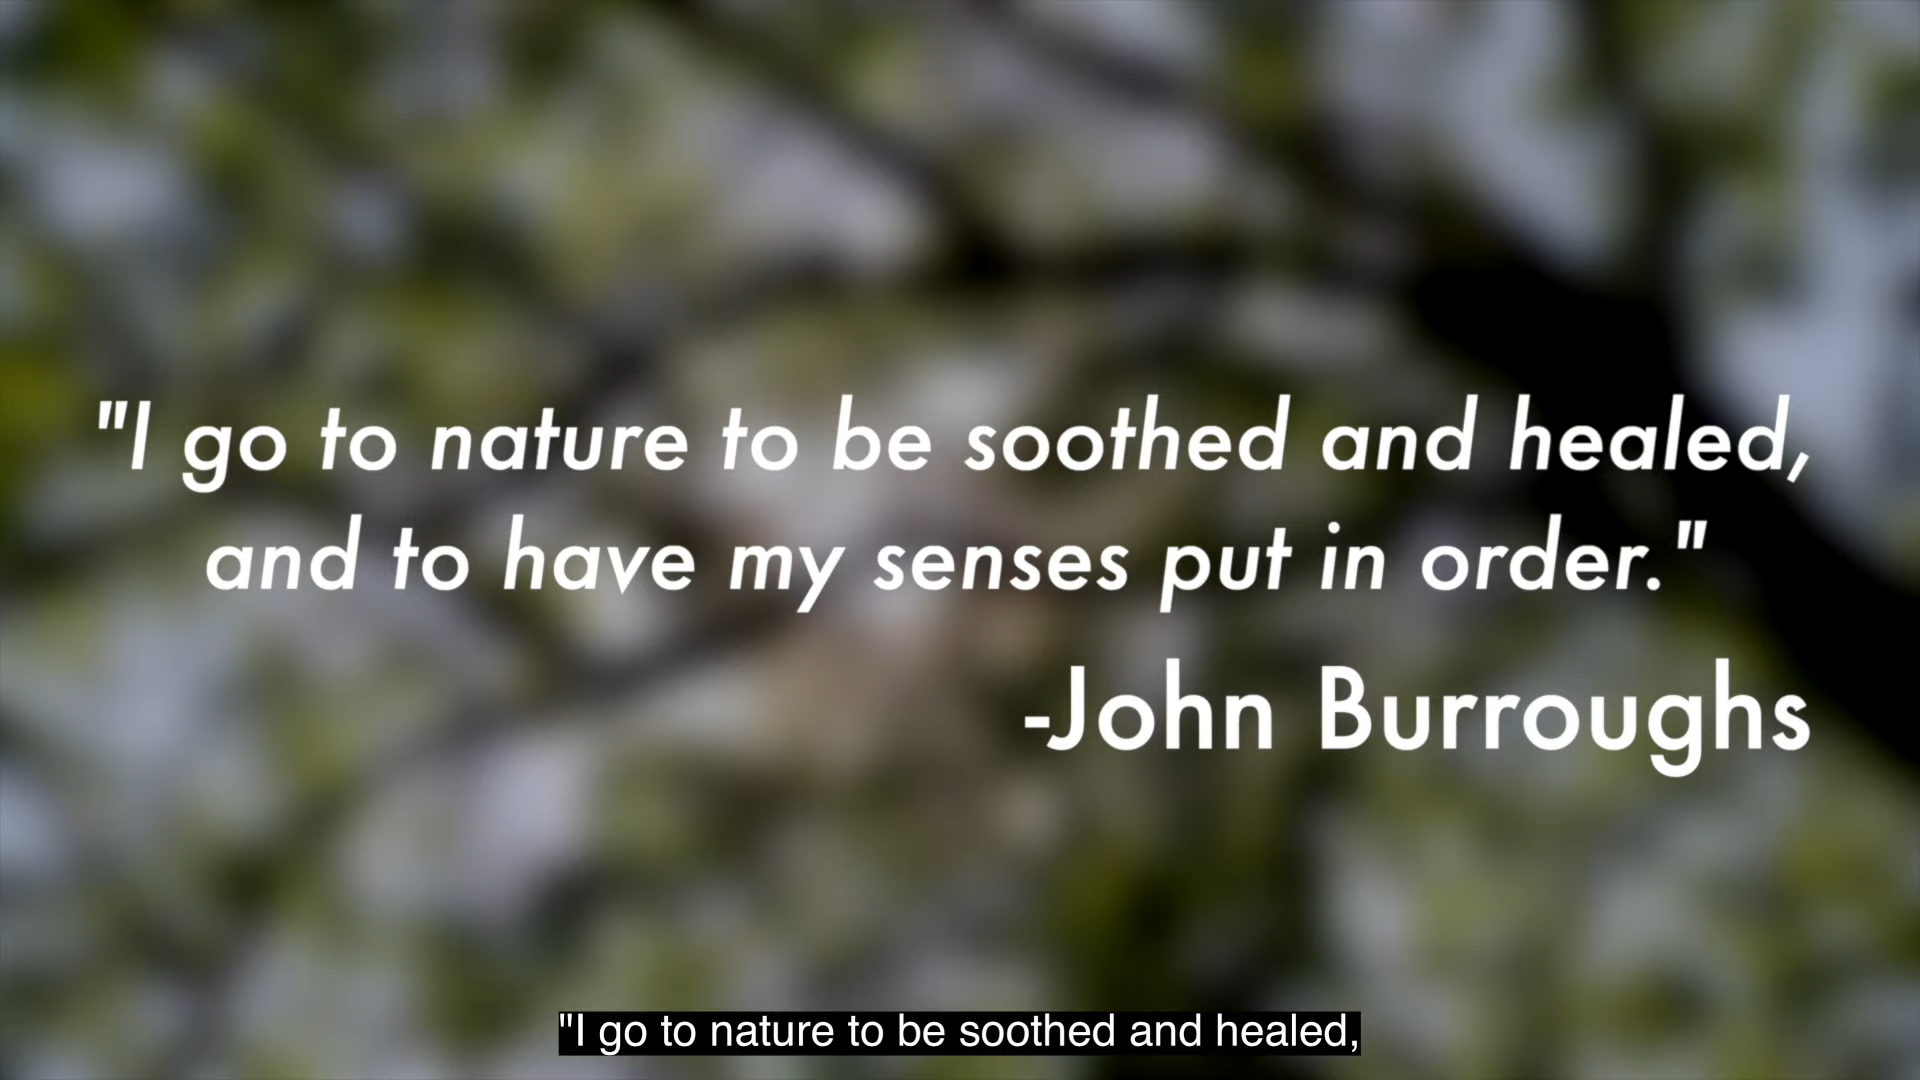 "I go to nature to be soothed and healed,
and to have my senses put in order."
-John Burroughs
"I go to nature to be soothed and healed,